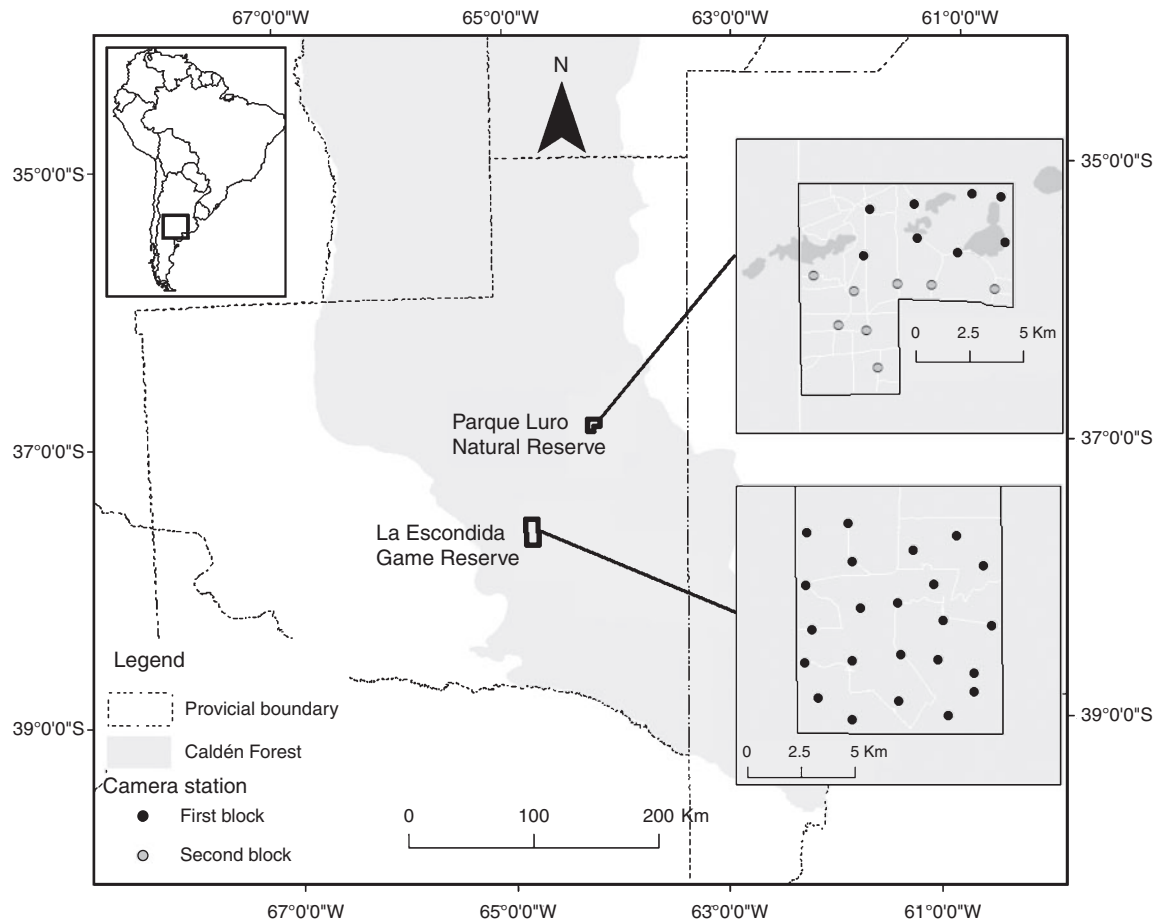 67°0'0"W 65°0'0"W 63°0'0"W 61°0'0"W
N
35°0'0"S
35°0'0"S
0 2.5 5 Km
Parque Luro
Natural Reserve
37°0'0"S
37°0'0"S
La Escondida
Game Reserve
Legend
Provicial boundary
39°0'0"S
39°0'0"S
0 2.5 5 Km
Caldén Forest
Camera station
First block
Second block
0 100 200 Km
67°0'0"W 65°0'0"W 63°0'0"W 61°0'0"W